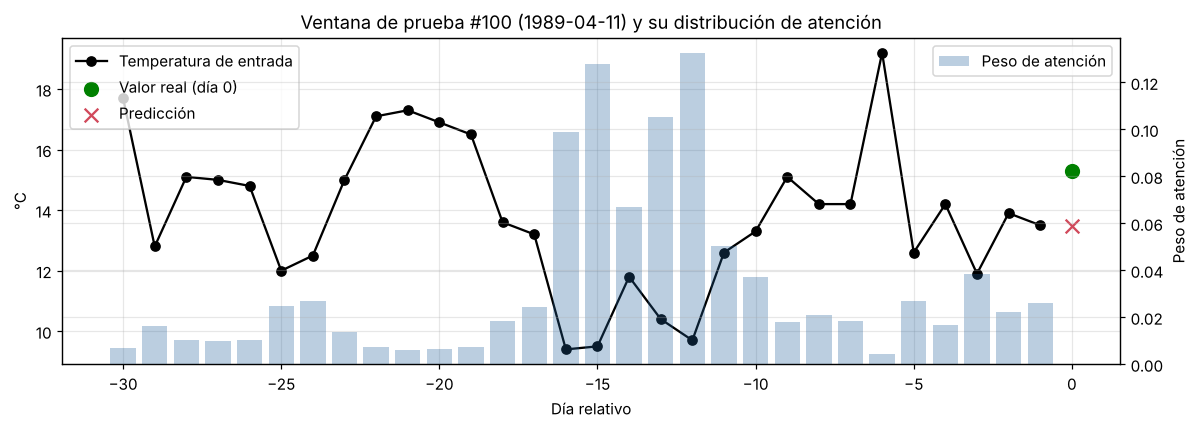 Ventana de prueba #100 (1989-04-11) y su distribución de atención
Temperatura de entrada
Valor real (día 0)
Predicción
Peso de atención
°C
18
16
14
12
10
0.12
0.10
0.08
0.06
0.04
0.02
0.00
Peso de atención
−30
−25
−20
−15
−10
−5
0
Día relativo